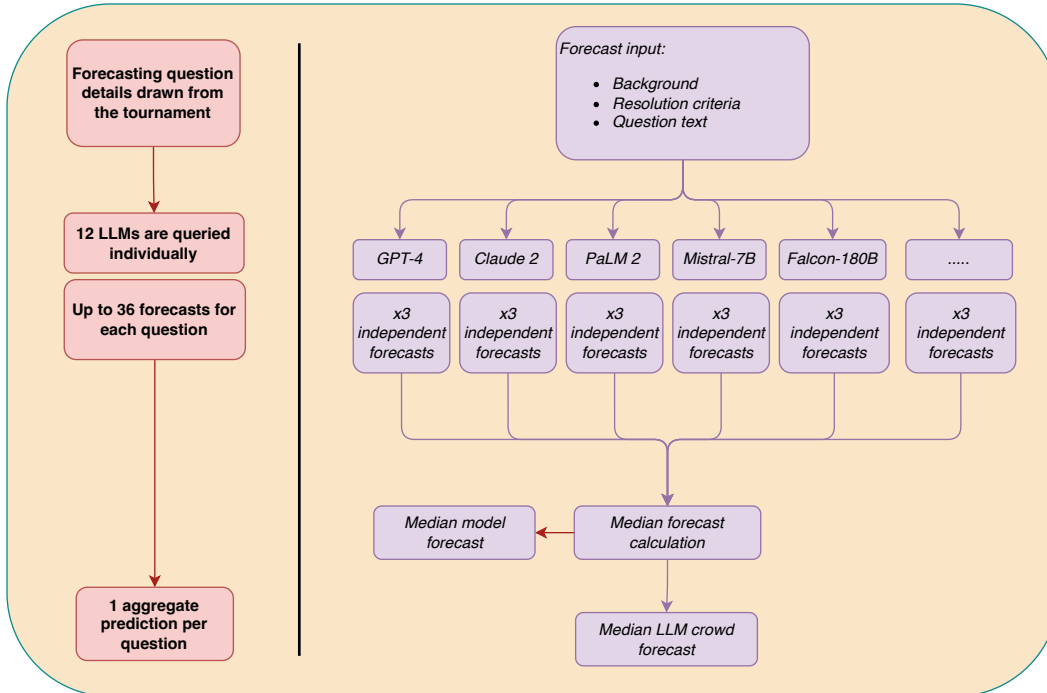 Forecasting question
details drawn from
the tournament
12 LLMs are queried
individually
Up to 36 forecasts for
each question
1 aggregate
prediction per
question
Forecast input:
• Background
• Resolution criteria
• Question text
GPT-4
Claude 2
PaLM 2
Mistral-7B
Falcon-180B
.....
x3
independent
forecasts
x3
independent
forecasts
x3
independent
forecasts
x3
independent
forecasts
x3
independent
forecasts
x3
independent
forecasts
Median model
forecast
Median forecast
calculation
Median LLM crowd
forecast